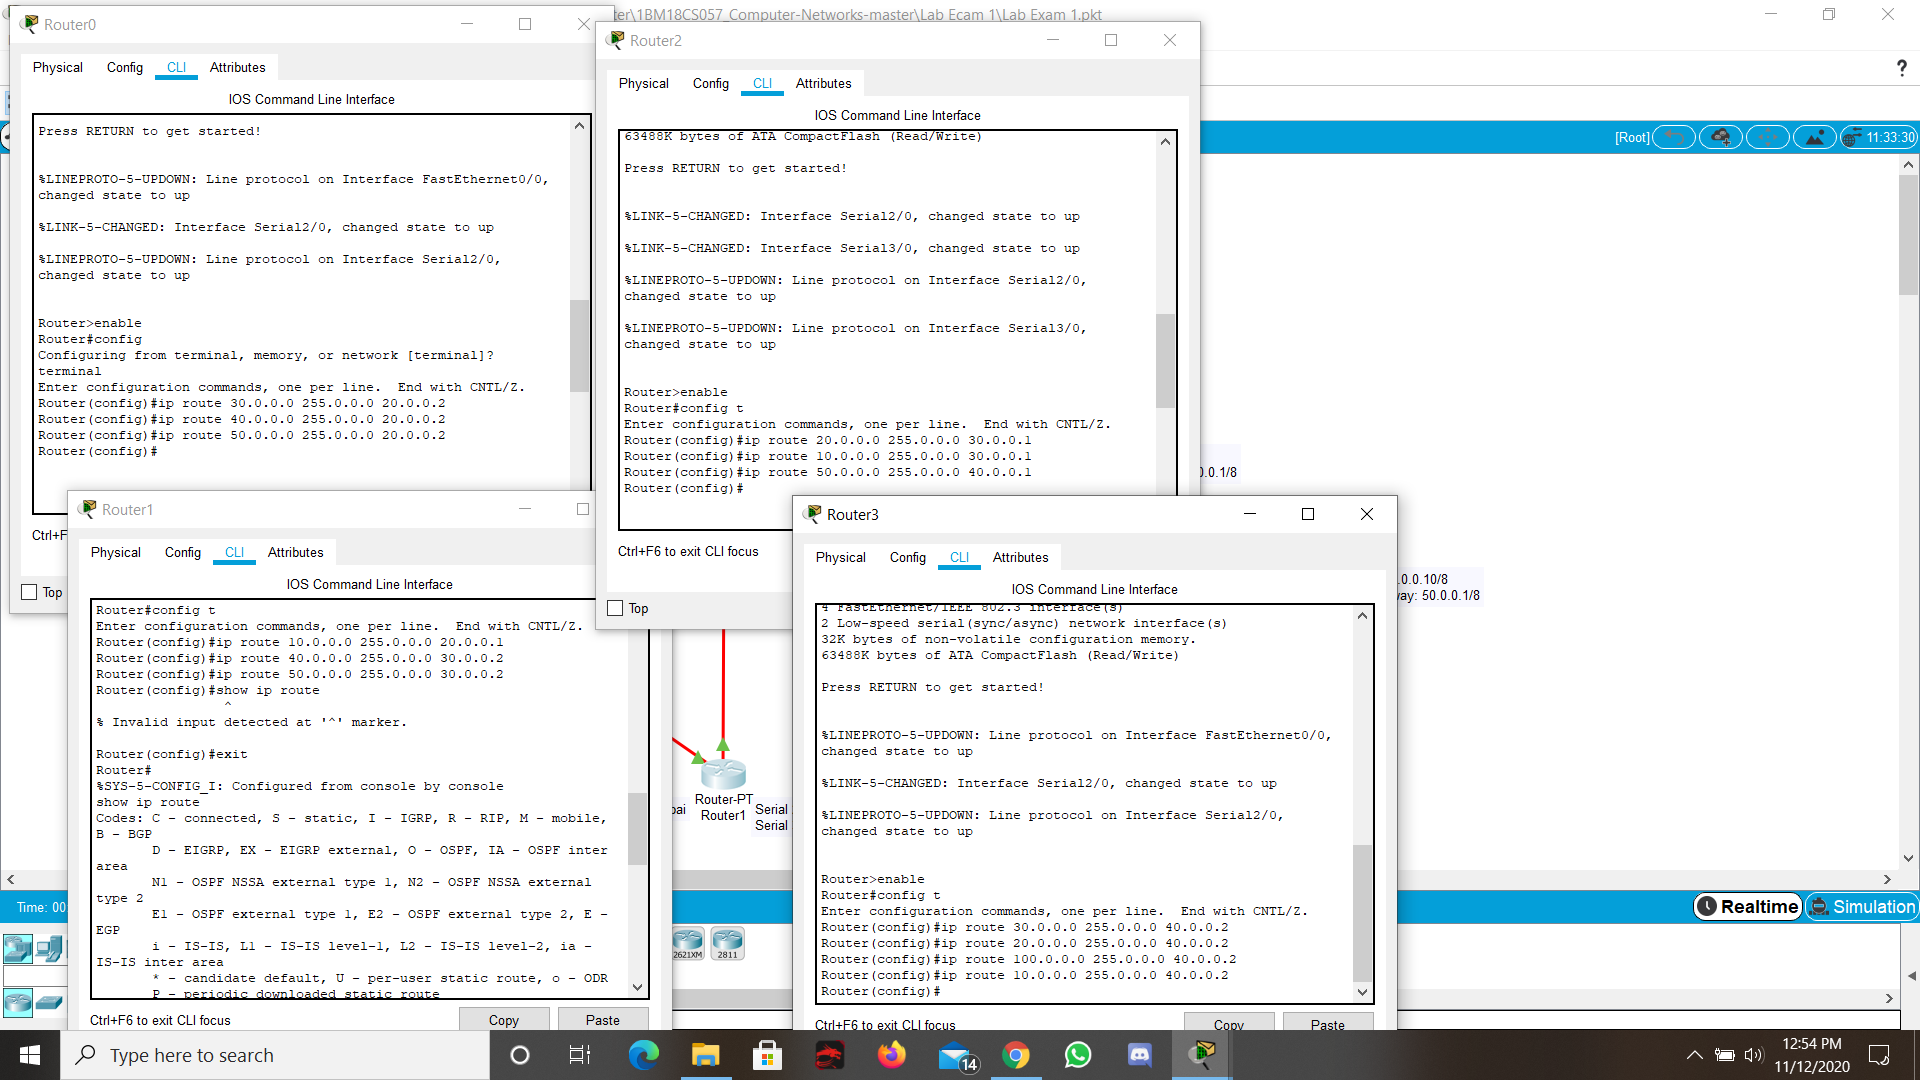 Router0
Physical Config CLI Attributes
IOS Command Line Interface
Press RETURN to get started!
%LINEPROTO-5-UPDOWN: Line protocol on Interface FastEthernet0/0,
changed state to up
%LINK-5-CHANGED: Interface Serial2/0, changed state to up
%LINEPROTO-5-UPDOWN: Line protocol on Interface Serial2/0,
changed state to up
Router>enable
Router#config
Configuring from terminal, memory, or network [terminal]?
terminal
Enter configuration commands, one per line.  End with CNTL/Z.
Router(config)#ip route 30.0.0.0 255.0.0.0 20.0.0.2
Router(config)#ip route 40.0.0.0 255.0.0.0 20.0.0.2
Router(config)#ip route 50.0.0.0 255.0.0.0 20.0.0.2
Router(config)#
Ctrl+F
Top
ter\1BM18CS057_Computer-Networks-master\Lab Ecam 1\Lab Exam 1.pkt
?
[Root]
11:33:30
Router2
Physical Config CLI Attributes
IOS Command Line Interface
63488K bytes of ATA CompactFlash (Read/Write)
Press RETURN to get started!
%LINK-5-CHANGED: Interface Serial2/0, changed state to up
%LINK-5-CHANGED: Interface Serial3/0, changed state to up
%LINEPROTO-5-UPDOWN: Line protocol on Interface Serial2/0,
changed state to up
%LINEPROTO-5-UPDOWN: Line protocol on Interface Serial3/0,
changed state to up
Router>enable
Router#config t
Enter configuration commands, one per line.  End with CNTL/Z.
Router(config)#ip route 20.0.0.0 255.0.0.0 30.0.0.1
Router(config)#ip route 10.0.0.0 255.0.0.0 30.0.0.1
Router(config)#ip route 50.0.0.0 255.0.0.0 40.0.0.1
Router(config)#
Ctrl+F6 to exit CLI focus
Top
0.0.1/8
.0.0.10/8
way: 50.0.0.1/8
Router1
Physical Config CLI Attributes
IOS Command Line Interface
Router#config t
Enter configuration commands, one per line.  End with CNTL/Z.
Router(config)#ip route 10.0.0.0 255.0.0.0 20.0.0.1
Router(config)#ip route 40.0.0.0 255.0.0.0 30.0.0.2
Router(config)#ip route 50.0.0.0 255.0.0.0 30.0.0.2
Router(config)#show ip route
^
% Invalid input detected at '^' marker.
Router(config)#exit
Router#
%SYS-5-CONFIG_I: Configured from console by console
show ip route
Codes: C - connected, S - static, I - IGRP, R - RIP, M - mobile,
B - BGP
D - EIGRP, EX - EIGRP external, O - OSPF, IA - OSPF inter
area
N1 - OSPF NSSA external type 1, N2 - OSPF NSSA external
type 2
E1 - OSPF external type 1, E2 - OSPF external type 2, E -
EGP
i - IS-IS, L1 - IS-IS level-1, L2 - IS-IS level-2, ia -
IS-IS inter area
* - candidate default, U - per-user static route, o - ODR
P - periodic downloaded static route
Ctrl+F6 to exit CLI focus
Copy
Paste
bai
Router-PT
Router1
Serial
Serial
Router3
Physical Config CLI Attributes
IOS Command Line Interface
4 FastEthernet/IEEE 802.3 interface(s)
2 Low-speed serial(sync/async) network interface(s)
32K bytes of non-volatile configuration memory.
63488K bytes of ATA CompactFlash (Read/Write)
Press RETURN to get started!
%LINEPROTO-5-UPDOWN: Line protocol on Interface FastEthernet0/0,
changed state to up
%LINK-5-CHANGED: Interface Serial2/0, changed state to up
%LINEPROTO-5-UPDOWN: Line protocol on Interface Serial2/0,
changed state to up
Router>enable
Router#config t
Enter configuration commands, one per line.  End with CNTL/Z.
Router(config)#ip route 30.0.0.0 255.0.0.0 40.0.0.2
Router(config)#ip route 20.0.0.0 255.0.0.0 40.0.0.2
Router(config)#ip route 100.0.0.0 255.0.0.0 40.0.0.2
Router(config)#ip route 10.0.0.0 255.0.0.0 40.0.0.2
Router(config)#
Ctrl+F6 to exit CLI focus
Copy
Paste
Time: 00:
Realtime
Simulation
2621XM
2811
Type here to search
14
12:54 PM
11/12/2020